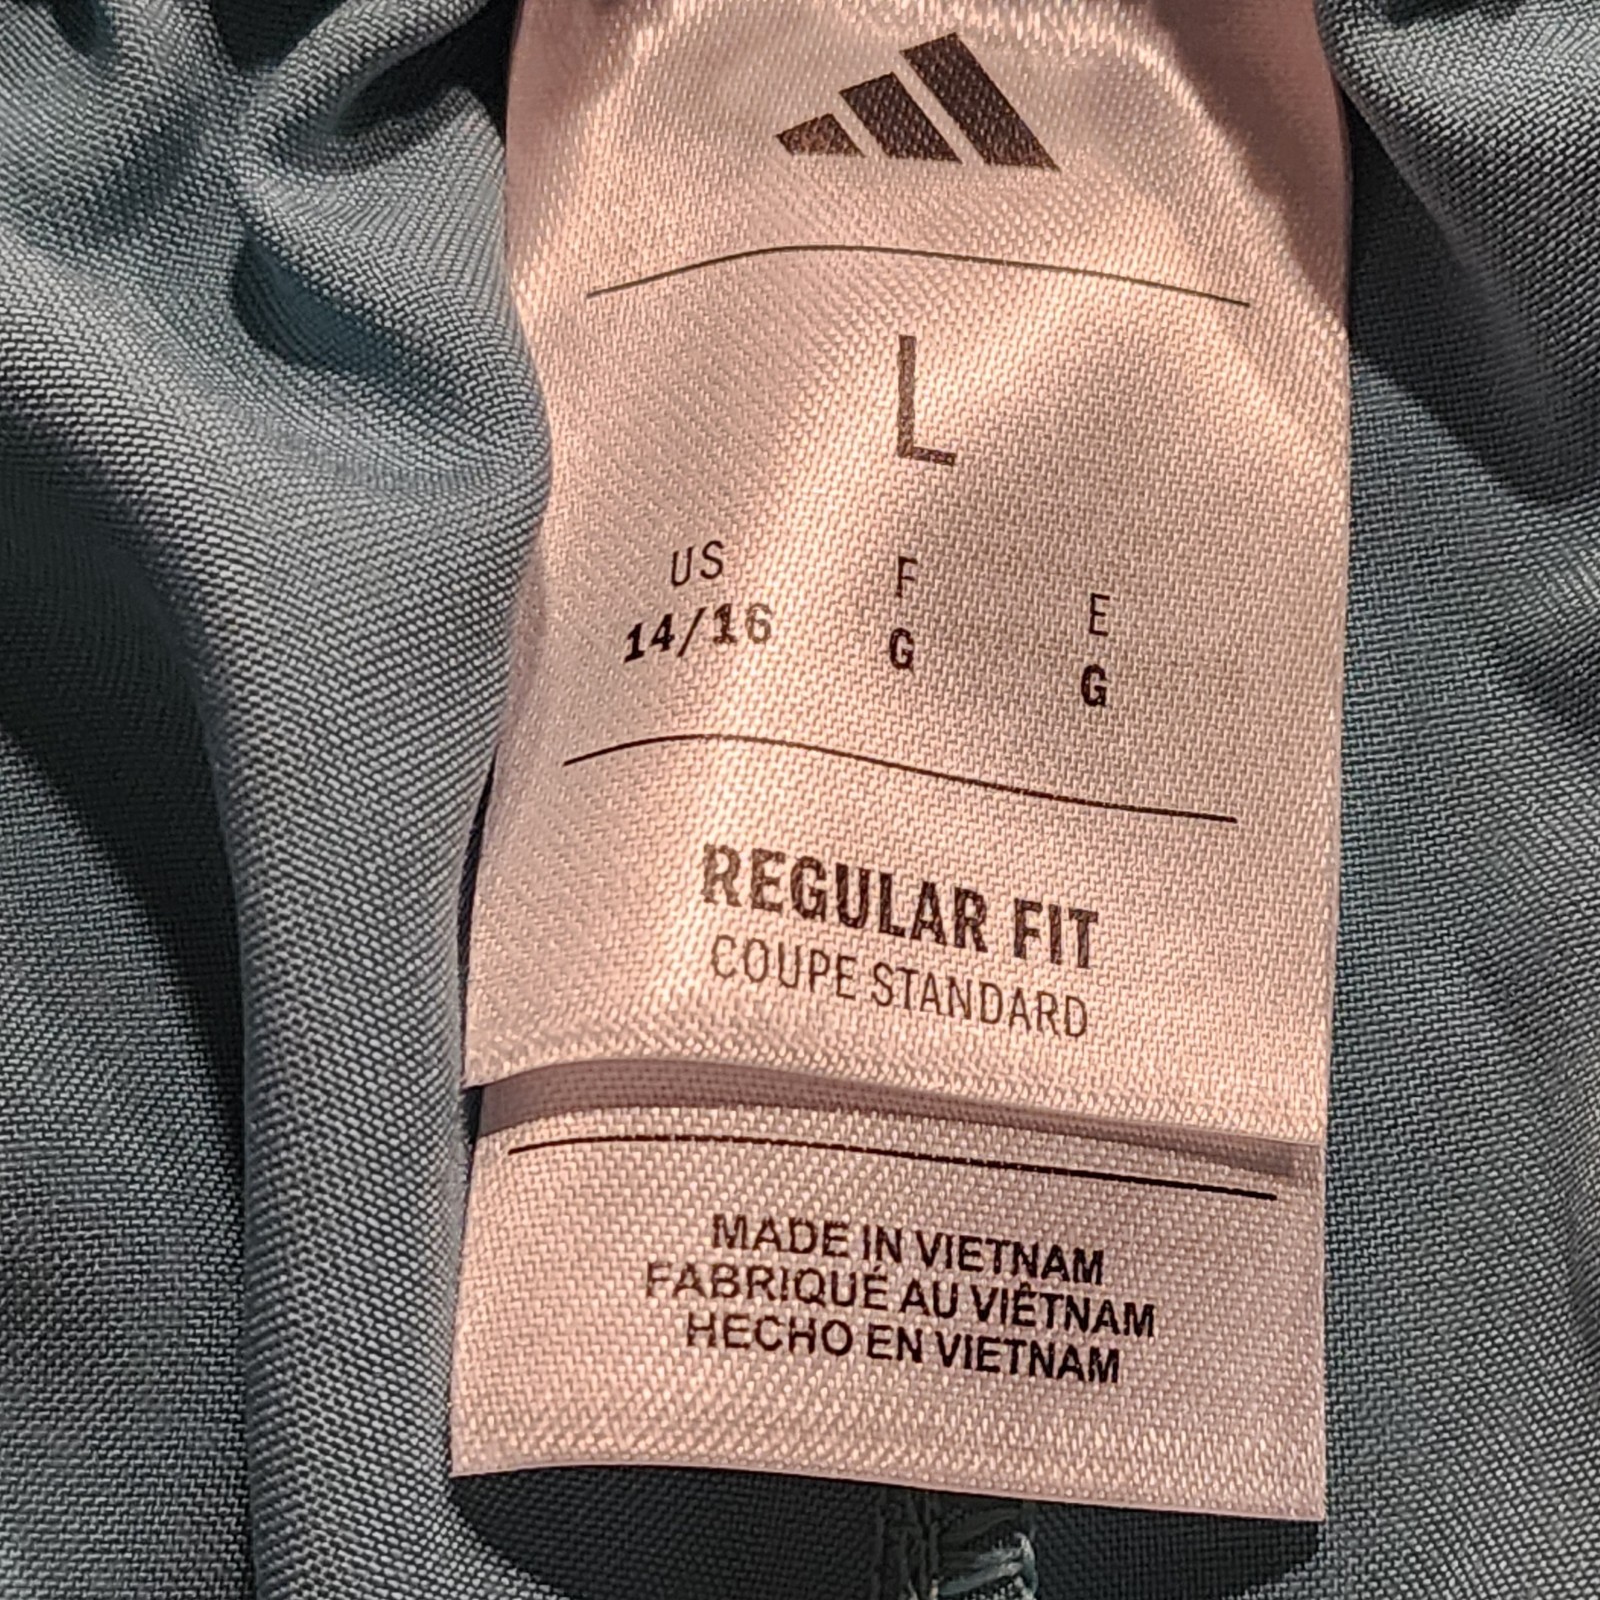 L
US F E
14/16 G G
REGULAR FIT
COUPE STANDARD
MADE IN VIETNAM
FABRIQUÉ AU VIÊTNAM
HECHO EN VIETNAM